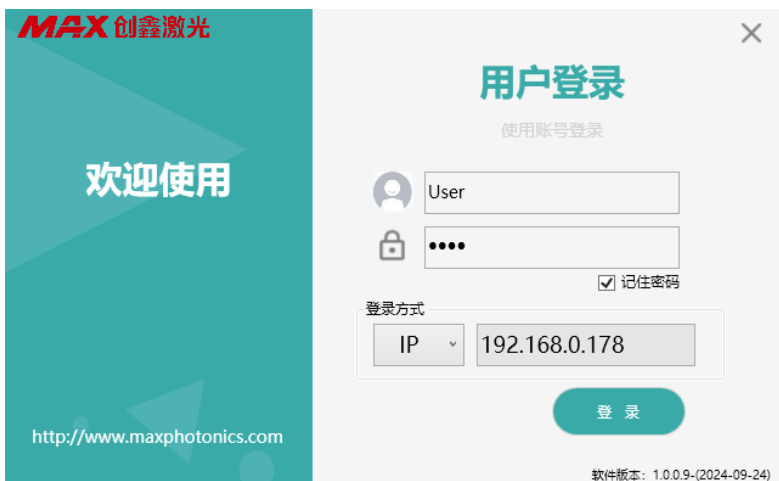 MAX 创鑫激光
欢迎使用
http://www.maxphotonics.com
用户登录
使用账号登录
User
••••
记住密码
登录方式
IP
192.168.0.178
登 录
软件版本: 1.0.0.9-(2024-09-24)